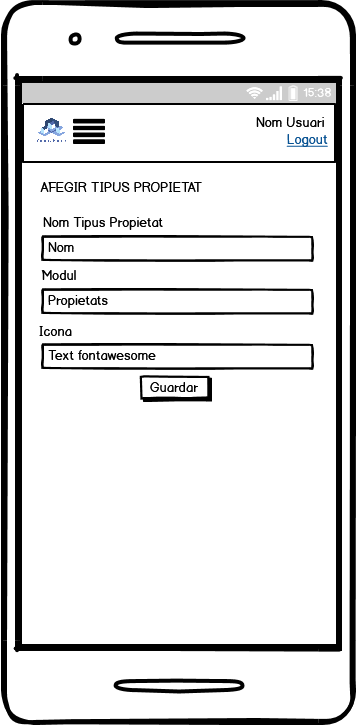 15:38
Nom Usuari
Logout
AFEGIR TIPUS PROPIETAT
Nom Tipus Propietat
Nom
Modul
Propietats
Icona
Text fontawesome
Guardar